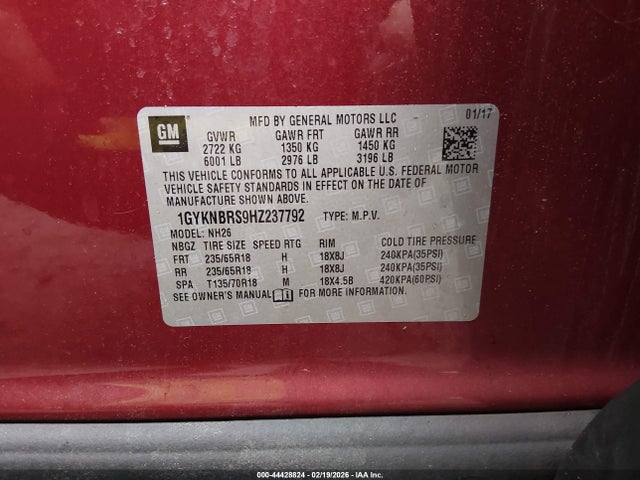 GM
MFD BY GENERAL MOTORS LLC 01/17
GVWR GAWR FRT GAWR RR
2722 KG 1350 KG 1450 KG
6001 LB 2976 LB 3196 LB
THIS VEHICLE CONFORMS TO ALL APPLICABLE U.S. FEDERAL MOTOR
VEHICLE SAFETY STANDARDS IN EFFECT ON THE DATE OF
MANUFACTURE SHOWN ABOVE.
1GYKNBRS9HZ237792 TYPE: M.P.V.
MODEL: NH26
NBGZ TIRE SIZE SPEED RTG RIM COLD TIRE PRESSURE
FRT 235/65R18 H 18X8J 240KPA(35PSI)
RR 235/65R18 H 18X8J 240KPA(35PSI)
SPA T135/70R18 M 18X4.5B 420KPA(60PSI)
SEE OWNER'S MANUAL FOR MORE INFORMATION.
000-44428824 | 02/19/2026 - IAA Inc.